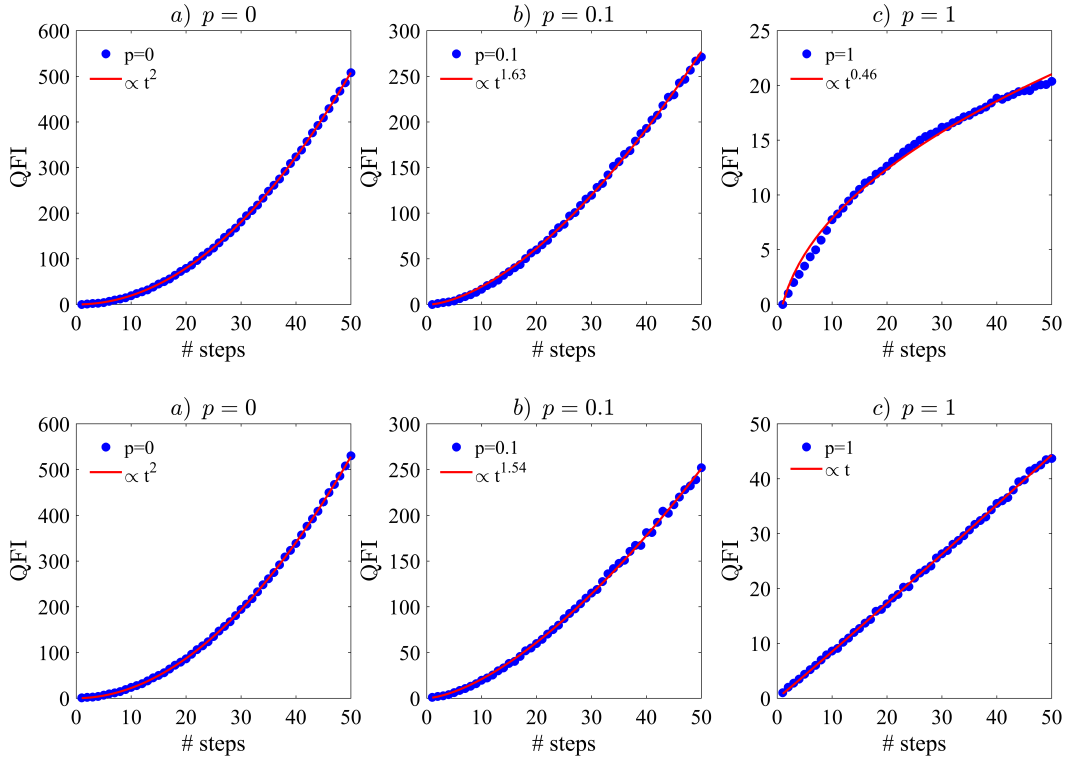 a) p = 0
600
500
400
300
200
100
0
QFI
p=0
∝ t^2
0 10 20 30 40 50
# steps
b) p = 0.1
300
250
200
150
100
50
0
QFI
p=0.1
∝ t^1.63
0 10 20 30 40 50
# steps
c) p = 1
25
20
15
10
5
0
QFI
p=1
∝ t^0.46
0 10 20 30 40 50
# steps
a) p = 0
600
500
400
300
200
100
0
QFI
p=0
∝ t^2
0 10 20 30 40 50
# steps
b) p = 0.1
300
250
200
150
100
50
0
QFI
p=0.1
∝ t^1.54
0 10 20 30 40 50
# steps
c) p = 1
50
40
30
20
10
0
QFI
p=1
∝ t
0 10 20 30 40 50
# steps